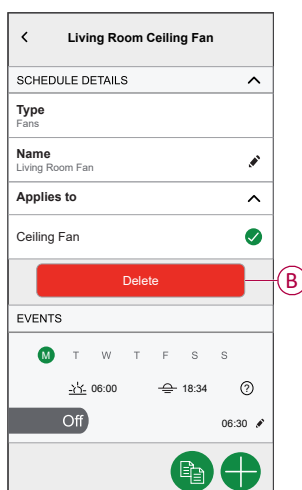 Living Room Ceiling Fan
SCHEDULE DETAILS
Type
Fans
Name
Living Room Fan
Applies to
Ceiling Fan
Delete
B
EVENTS
M T W T F S S
06:00 18:34 ?
Off 06:30